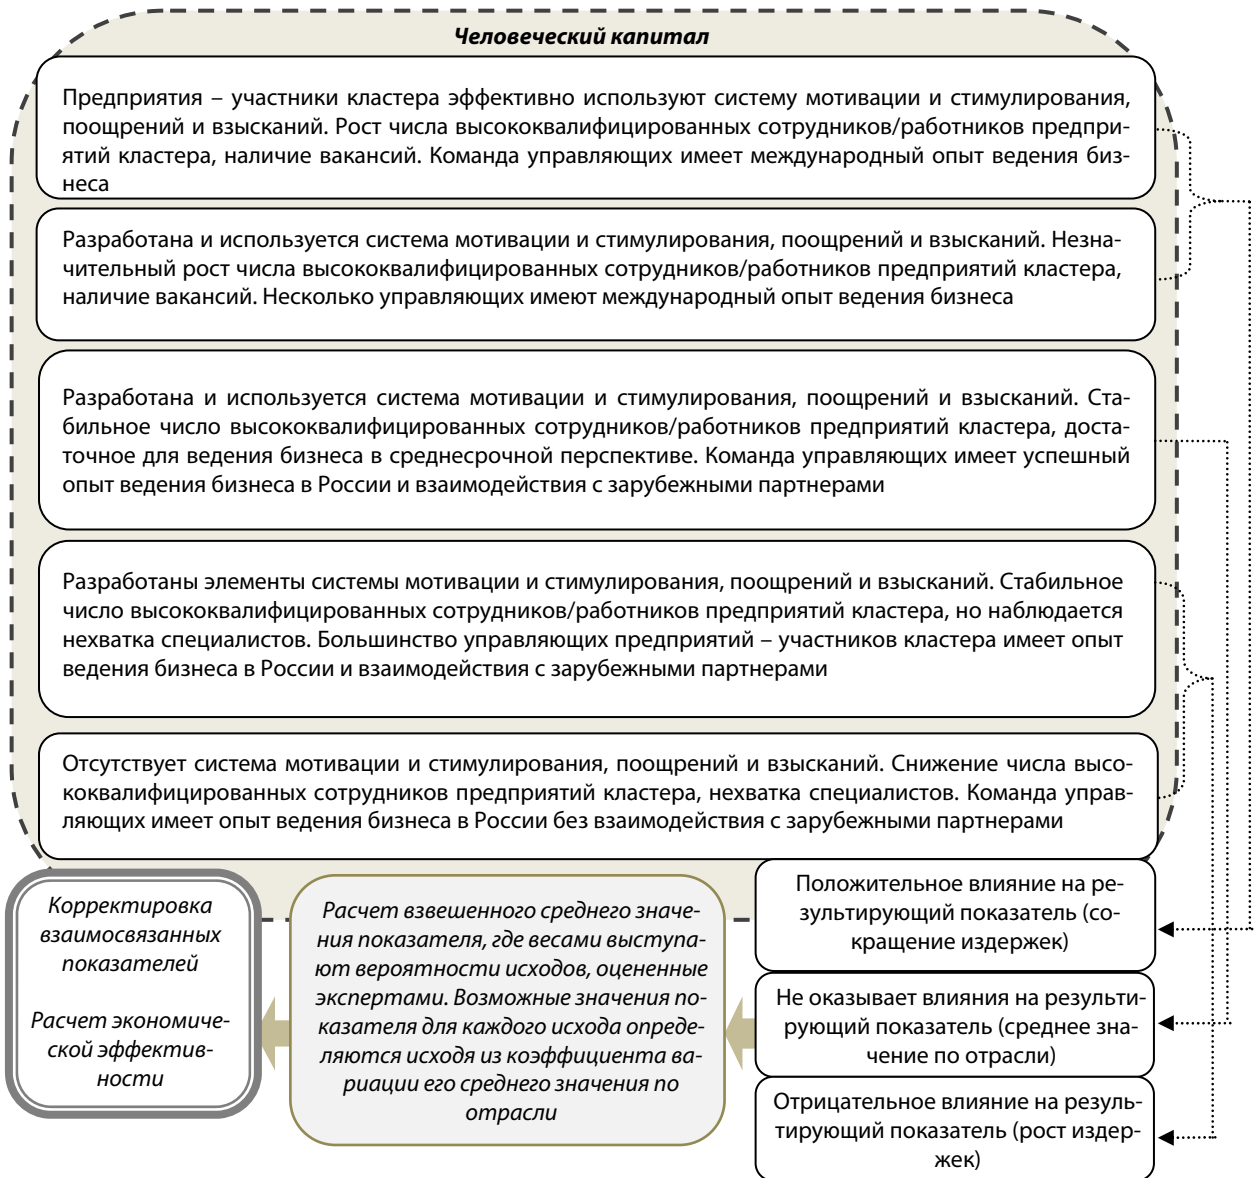 Человеческий капитал
Предприятия – участники кластера эффективно используют систему мотивации и стимулирования,
поощрений и взысканий. Рост числа высококвалифицированных сотрудников/работников предпри-
ятий кластера, наличие вакансий. Команда управляющих имеет международный опыт ведения биз-
неса
Разработана и используется система мотивации и стимулирования, поощрений и взысканий. Незна-
чительный рост числа высококвалифицированных сотрудников/работников предприятий кластера,
наличие вакансий. Несколько управляющих имеют международный опыт ведения бизнеса
Разработана и используется система мотивации и стимулирования, поощрений и взысканий. Ста-
бильное число высококвалифицированных сотрудников/работников предприятий кластера, доста-
точное для ведения бизнеса в среднесрочной перспективе. Команда управляющих имеет успешный
опыт ведения бизнеса в России и взаимодействия с зарубежными партнерами
Разработаны элементы системы мотивации и стимулирования, поощрений и взысканий. Стабильное
число высококвалифицированных сотрудников/работников предприятий кластера, но наблюдается
нехватка специалистов. Большинство управляющих предприятий – участников кластера имеет опыт
ведения бизнеса в России и взаимодействия с зарубежными партнерами
Отсутствует система мотивации и стимулирования, поощрений и взысканий. Снижение числа высо-
коквалифицированных сотрудников предприятий кластера, нехватка специалистов. Команда управ-
ляющих имеет опыт ведения бизнеса в России без взаимодействия с зарубежными партнерами
Корректировка
взаимосвязанных
показателей
Расчет экономиче-
ской эффектив-
ности
Расчет взвешенного среднего значе-
ния показателя, где весами выступа-
ют вероятности исходов, оцененные
экспертами. Возможные значения по-
казателя для каждого исхода опреде-
ляются исходя из коэффициента ва-
риации его среднего значения по
отрасли
Положительное влияние на ре-
зультирующий показатель (со-
кращение издержек)
Не оказывает влияния на результи-
рующий показатель (среднее зна-
чение по отрасли)
Отрицательное влияние на резуль-
тирующий показатель (рост издер-
жек)